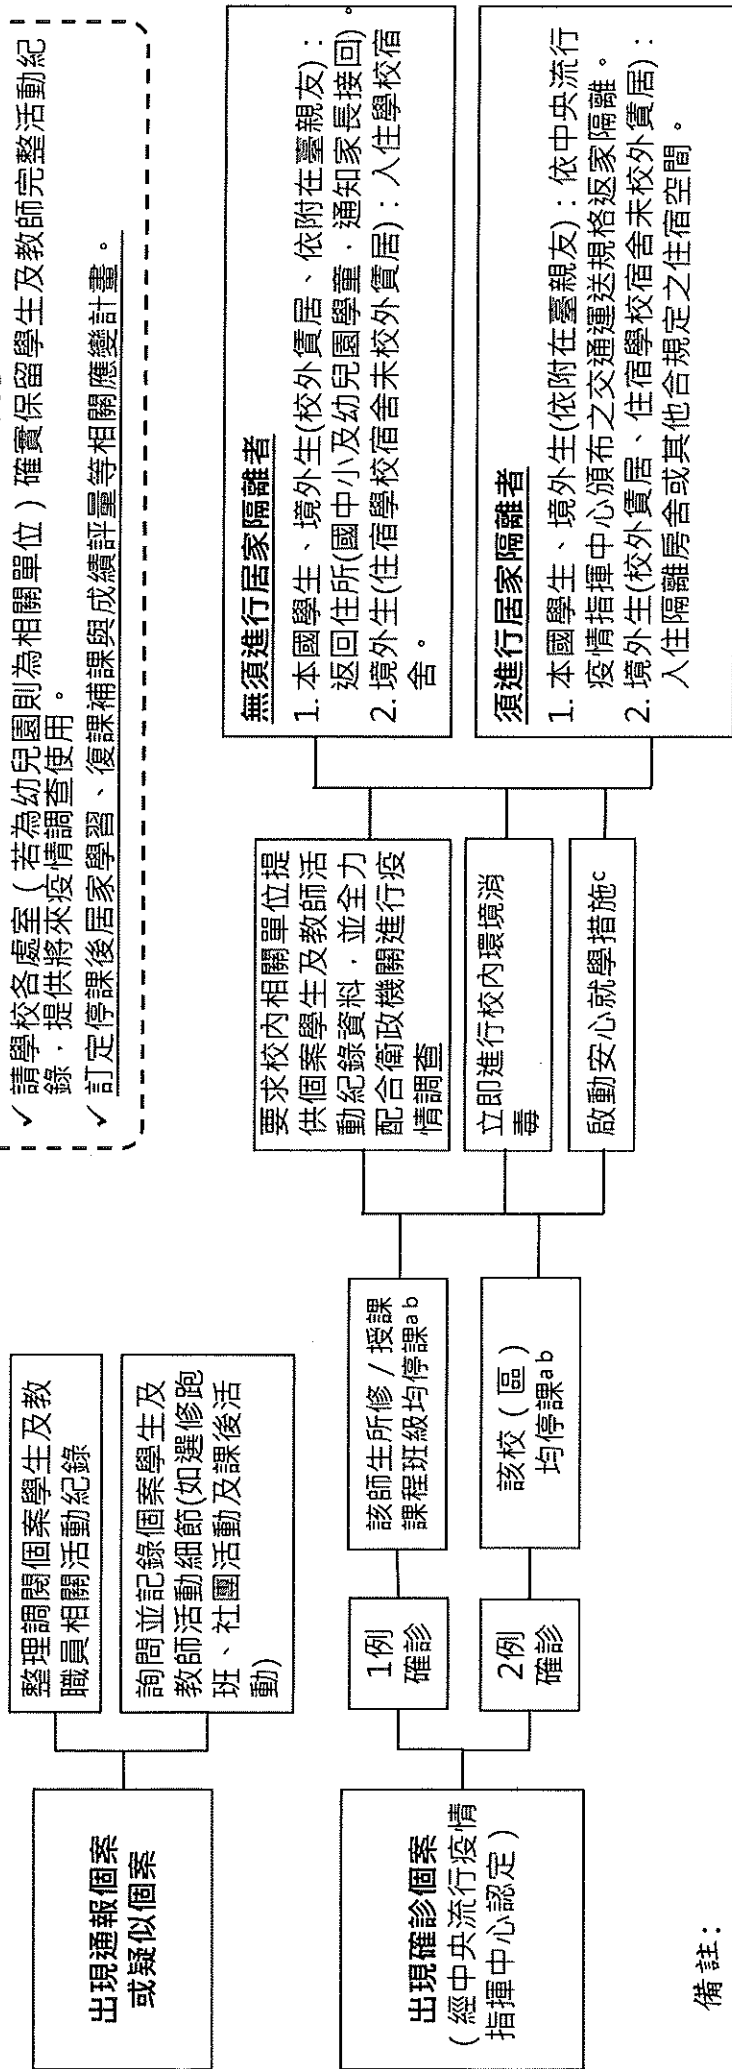 ✓請學校各處室（若為幼兒園則為相關單位）確實保留學生及教師完整活動紀
錄，提供將來疫情調查使用。
✓訂定停課後居家學習、復課補課與成績評量等相關應變計畫。
出現通報個案
或疑似個案
整理調閱個案學生及教
職員相關活動紀錄
詢問並記錄個案學生及
教師活動細節(如選修跑
班、社團活動及課後活
動)
出現確診個案
（經中央流行疫情
指揮中心認定）
1例
確診
2例
確診
該師生所修/授課
課程班級均停課ab
該校（區）
均停課ab
要求校內相關單位提
供個案學生及教師活
動紀錄資料，並全力
配合衛政機關進行疫
情調查
立即進行校內環境消
毒
啟動安心就學措施c
無須進行居家隔離者
1. 本國學生、境外生(校外賃居、依附在臺親友)：
返回住所(國中小及幼兒園學童，通知家長接回)。
2. 境外生(住宿學校宿舍未校外賃居)：入住學校宿
舍。
須進行居家隔離者
1. 本國學生、境外生(依附在臺親友)：依中央流行
疫情指揮中心頒布之交通運送規格返家隔離。
2. 境外生(校外賃居、住宿學校宿舍未校外賃居)：
入住隔離房舍或其他合規定之住宿空間。
備註：